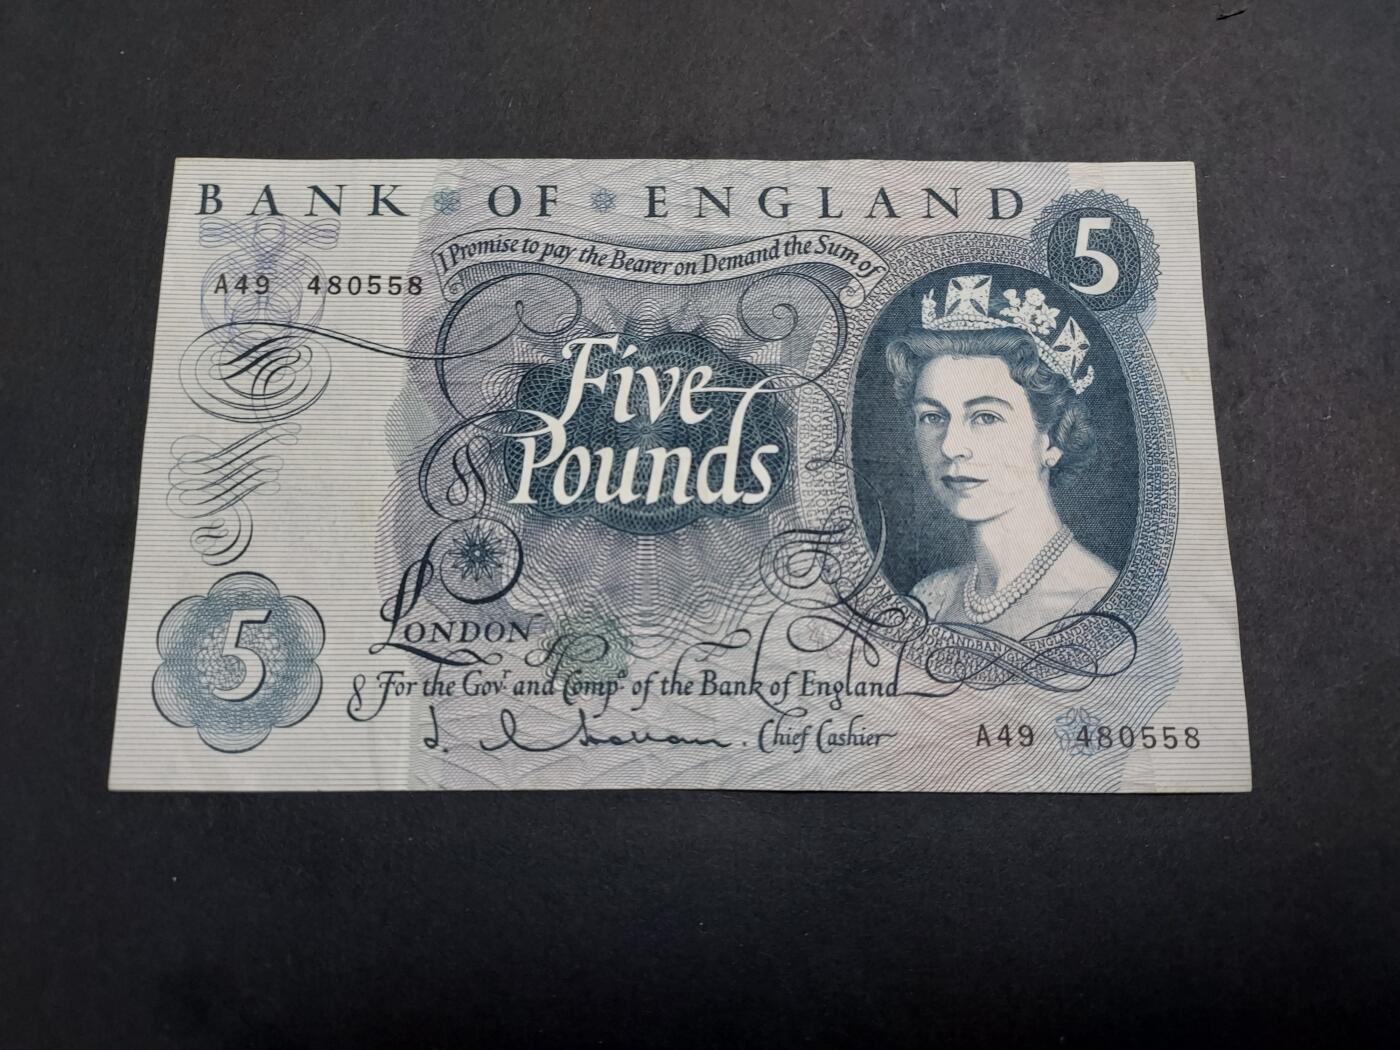 BANK OF ENGLAND
5
I Promise to pay the Bearer on Demand the Sum of
A49 480558
Five
Pounds
LONDON
5
For the Govr and Compa of the Bank of England
Chief Cashier
A49 480558